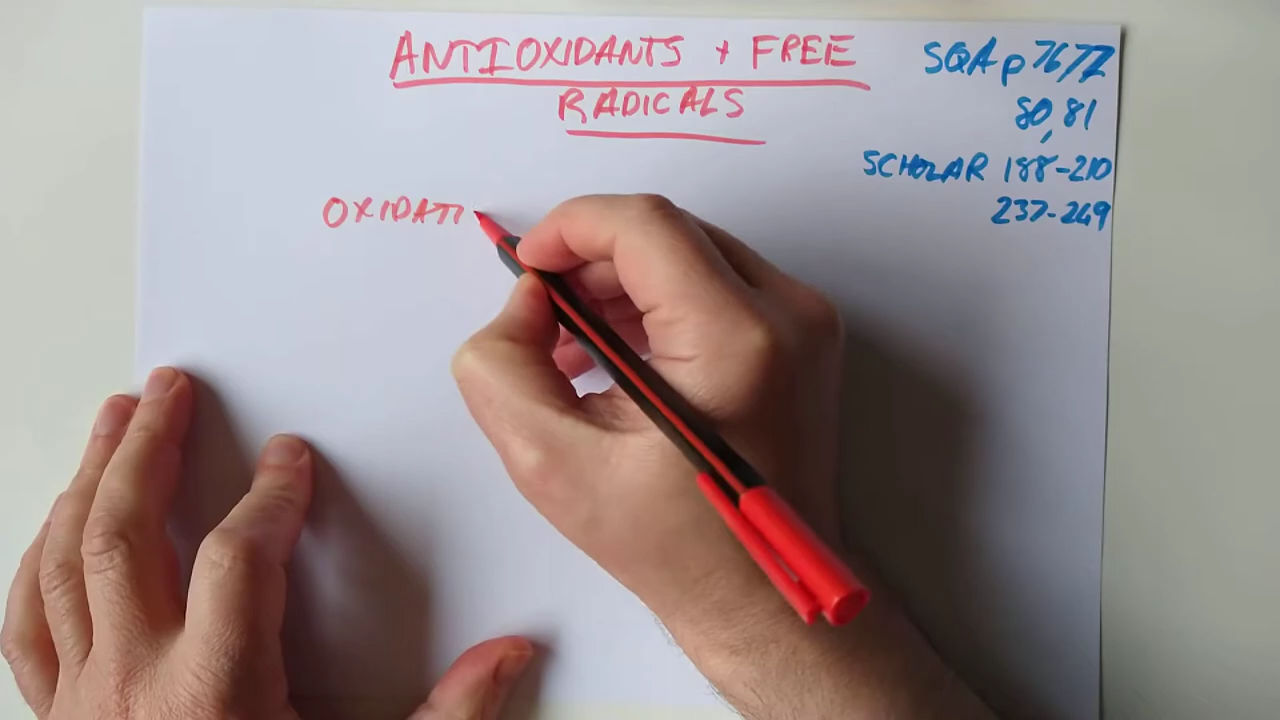 ANTIOXIDANTS + FREE
RADICALS
SQA p 76 77
80, 81
SCHOLAR 188-210
237-249
OXIDATI